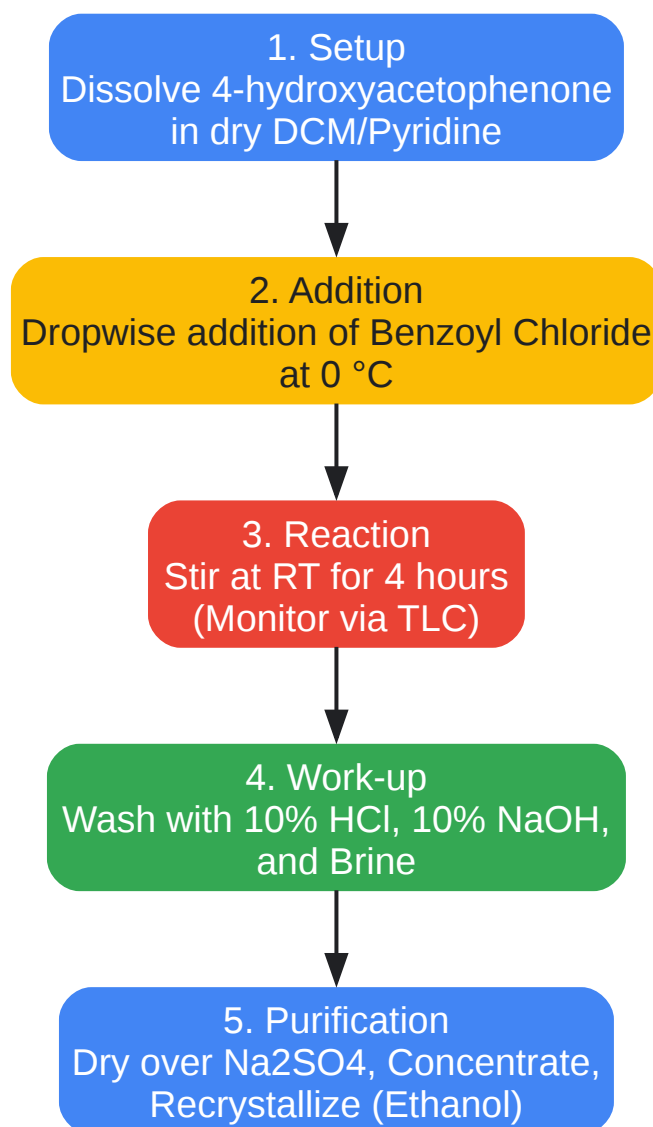 1. Setup
Dissolve 4-hydroxyacetophenone
in dry DCM/Pyridine
2. Addition
Dropwise addition of Benzoyl Chloride
at 0 °C
3. Reaction
Stir at RT for 4 hours
(Monitor via TLC)
4. Work-up
Wash with 10% HCl, 10% NaOH,
and Brine
5. Purification
Dry over Na2SO4, Concentrate,
Recrystallize (Ethanol)